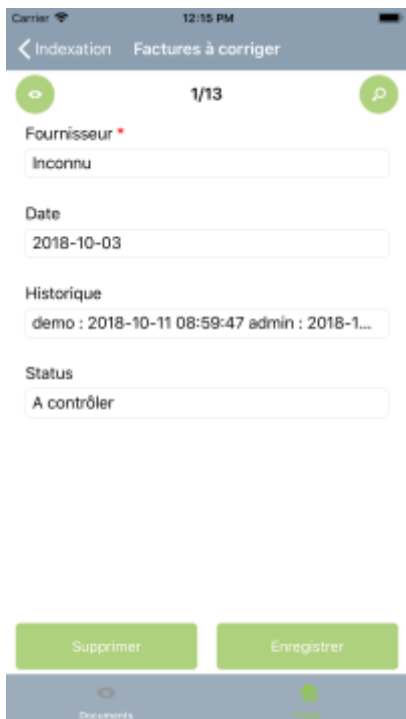 Carrier 12:15 PM
Indexation Factures à corriger
1/13
Fournisseur *
Inconnu
Date
2018-10-03
Historique
demo : 2018-10-11 08:59:47 admin : 2018-1...
Status
A contrôler
Supprimer Enregistrer
Documents